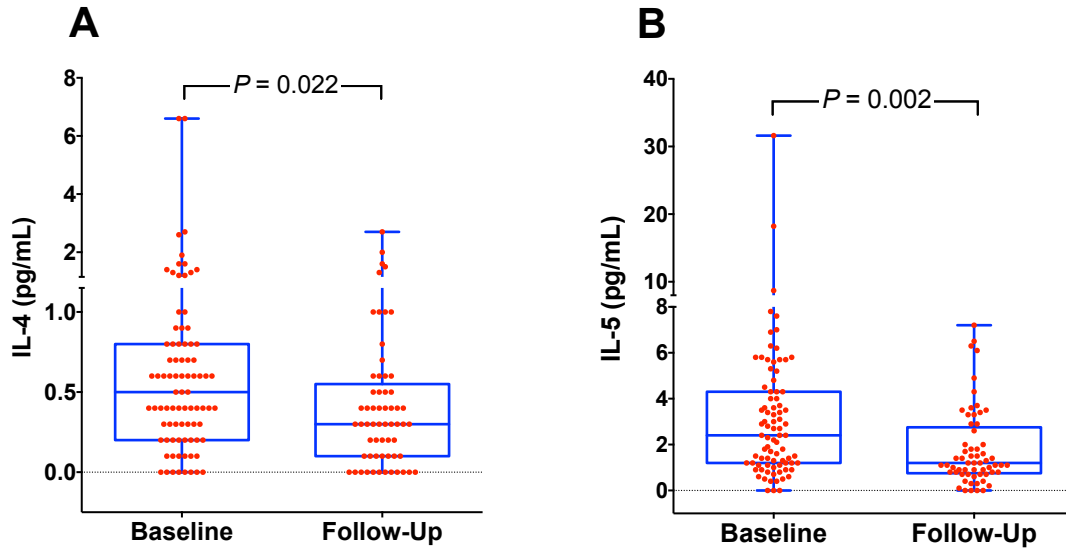 A
P = 0.022
IL-4 (pg/mL)
8
6
4
2
1.0
0.5
0.0
Baseline Follow-Up
B
P = 0.002
IL-5 (pg/mL)
40
30
20
10
8
6
4
2
0
Baseline Follow-Up